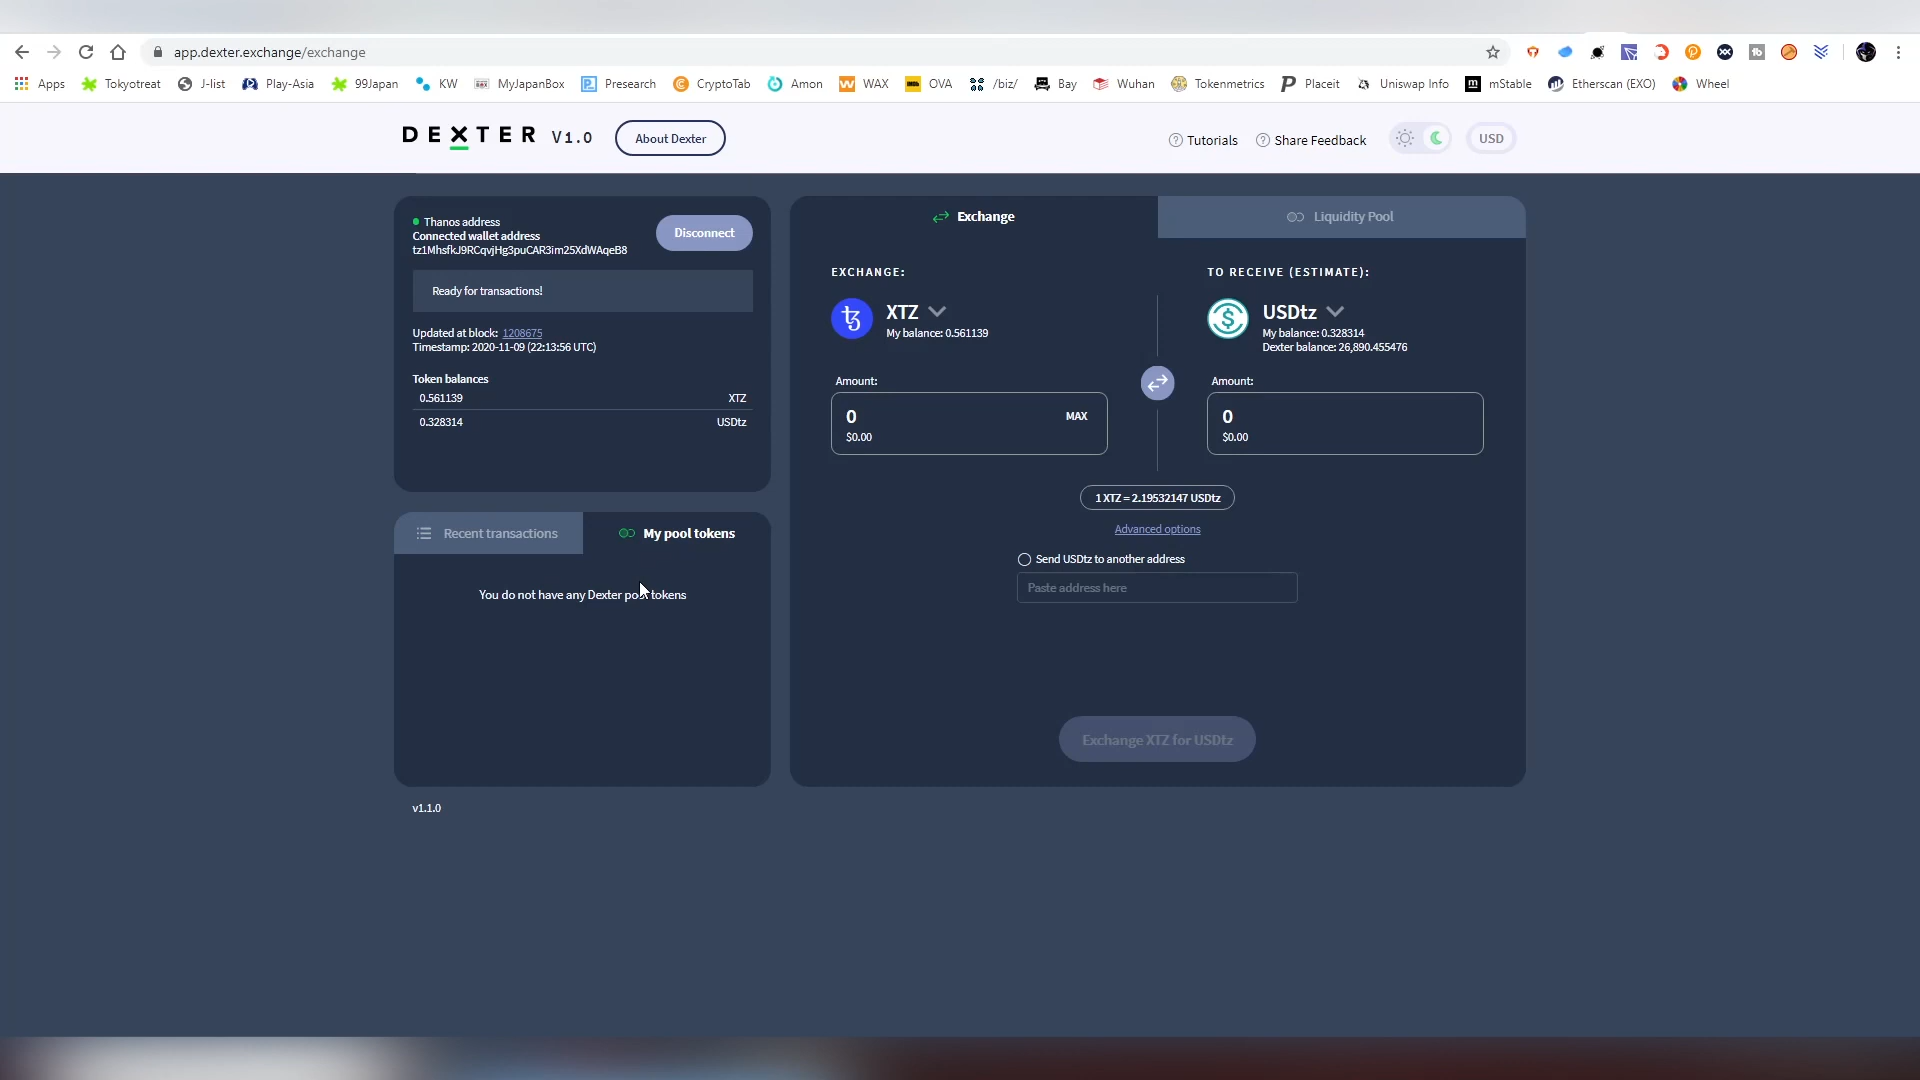 app.dexter.exchange/exchange
Apps Tokyotreat J-list Play-Asia 99Japan KW MyJapanBox Presearch CryptoTab Amon WAX OVA /biz/ Bay Wuhan Tokenmetrics Placeit Uniswap Info mStable Etherscan (EXO) Wheel
DEXTER V1.0 About Dexter Tutorials Share Feedback USD
Thanos address
Connected wallet address
tz1MhsfkJ9RCqvjHg3puCAR3im25XdWAqeB8
Disconnect
Ready for transactions!
Updated at block: 1208675
Timestamp: 2020-11-09 (22:13:56 UTC)
Token balances
0.561139 XTZ
0.328314 USDtz
Recent transactions My pool tokens
You do not have any Dexter pool tokens
v1.1.0
Exchange Liquidity Pool
EXCHANGE:
XTZ
My balance: 0.561139
Amount:
0 MAX
$0.00
TO RECEIVE (ESTIMATE):
USDtz
My balance: 0.328314
Dexter balance: 26,890.455476
Amount:
0
$0.00
1 XTZ = 2.19532147 USDtz
Advanced options
Send USDtz to another address
Paste address here
Exchange XTZ for USDtz